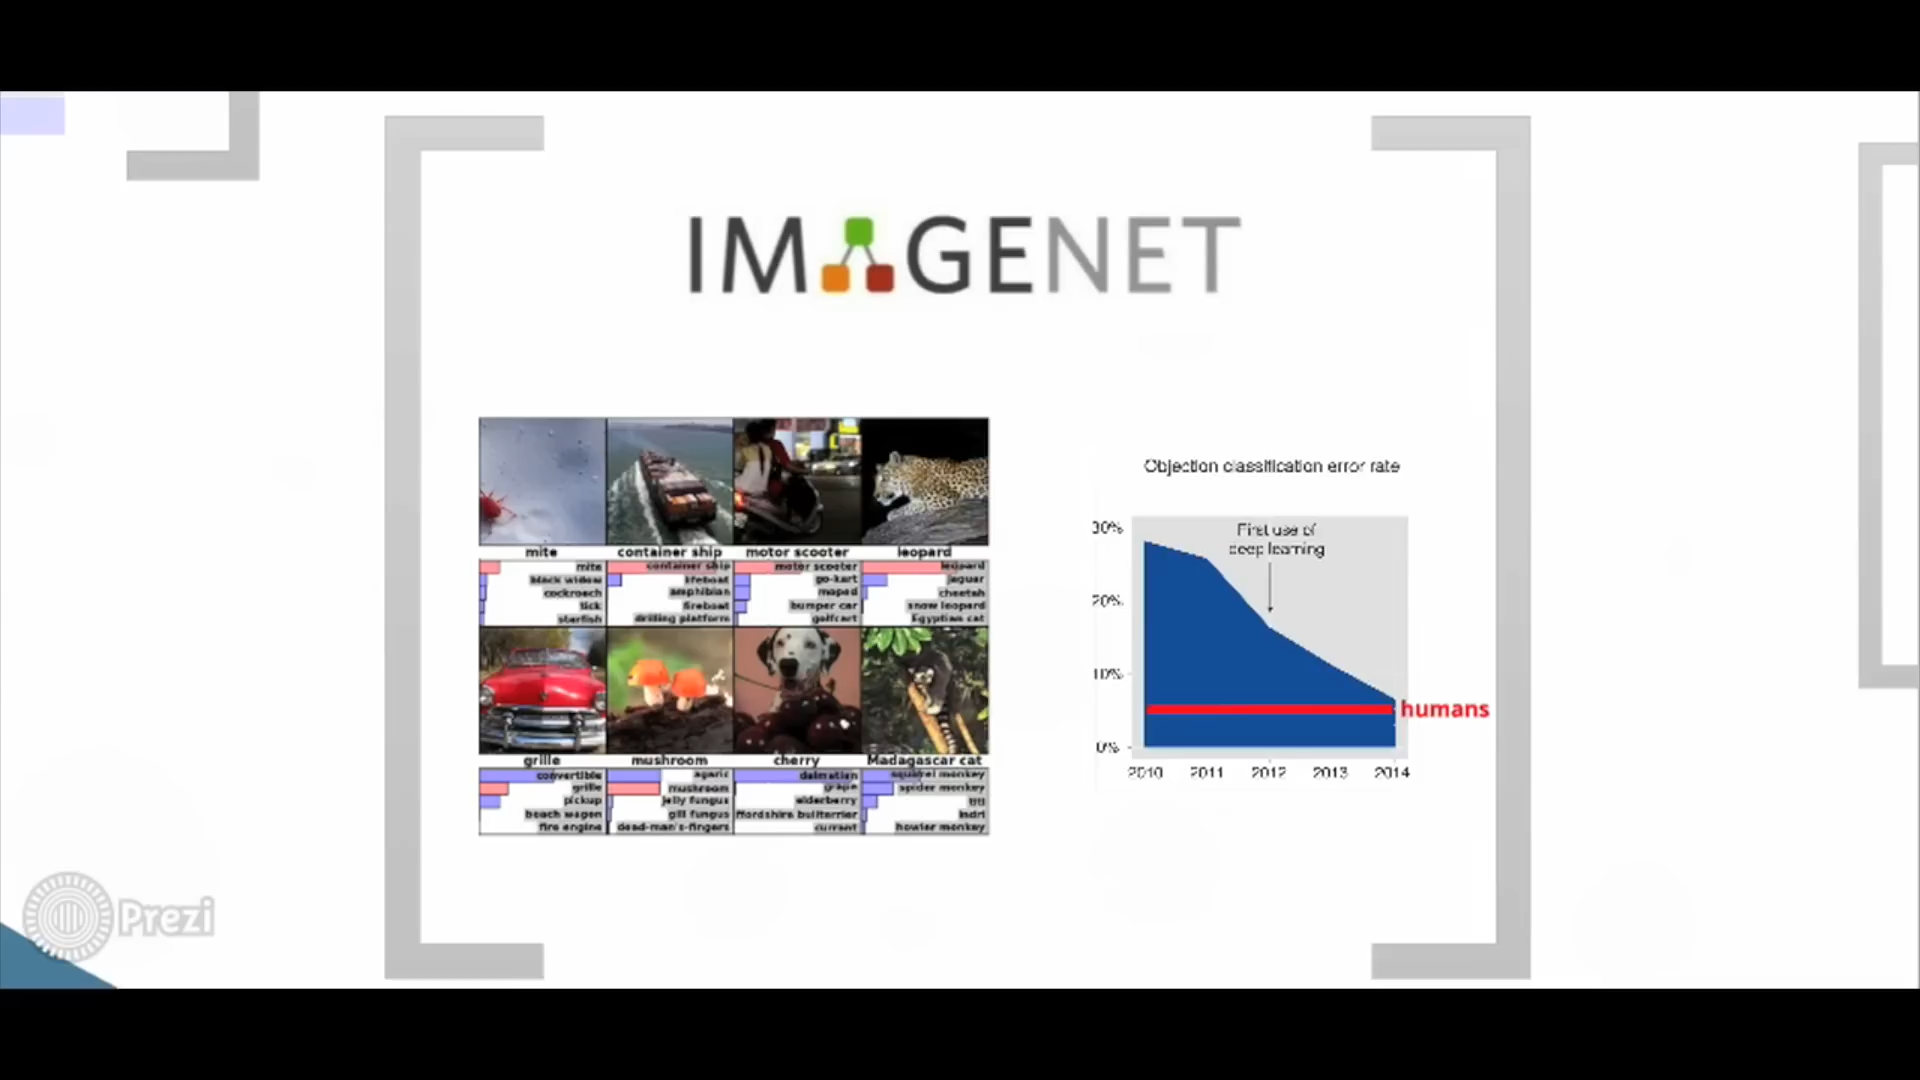 IMAGENET
mite
container ship
motor scooter
leopard
mite
black widow
cockroach
tick
starfish
container ship
lifeboat
amphibian
fireboat
drilling platform
motor scooter
go-kart
moped
bumper car
golfcart
leopard
jaguar
cheetah
snow leopard
Egyptian cat
grille
mushroom
cherry
Madagascar cat
convertible
grille
pickup
beach wagon
fire engine
agaric
mushroom
jelly fungus
gill fungus
dead-man's-fingers
dalmatian
grape
elderberry
ffordshire bullterrier
currant
squirrel monkey
spider monkey
titi
indri
howler monkey
Objection classification error rate
30%
First use of
deep learning
20%
10%
humans
0%
2010 2011 2012 2013 2014
Prezi